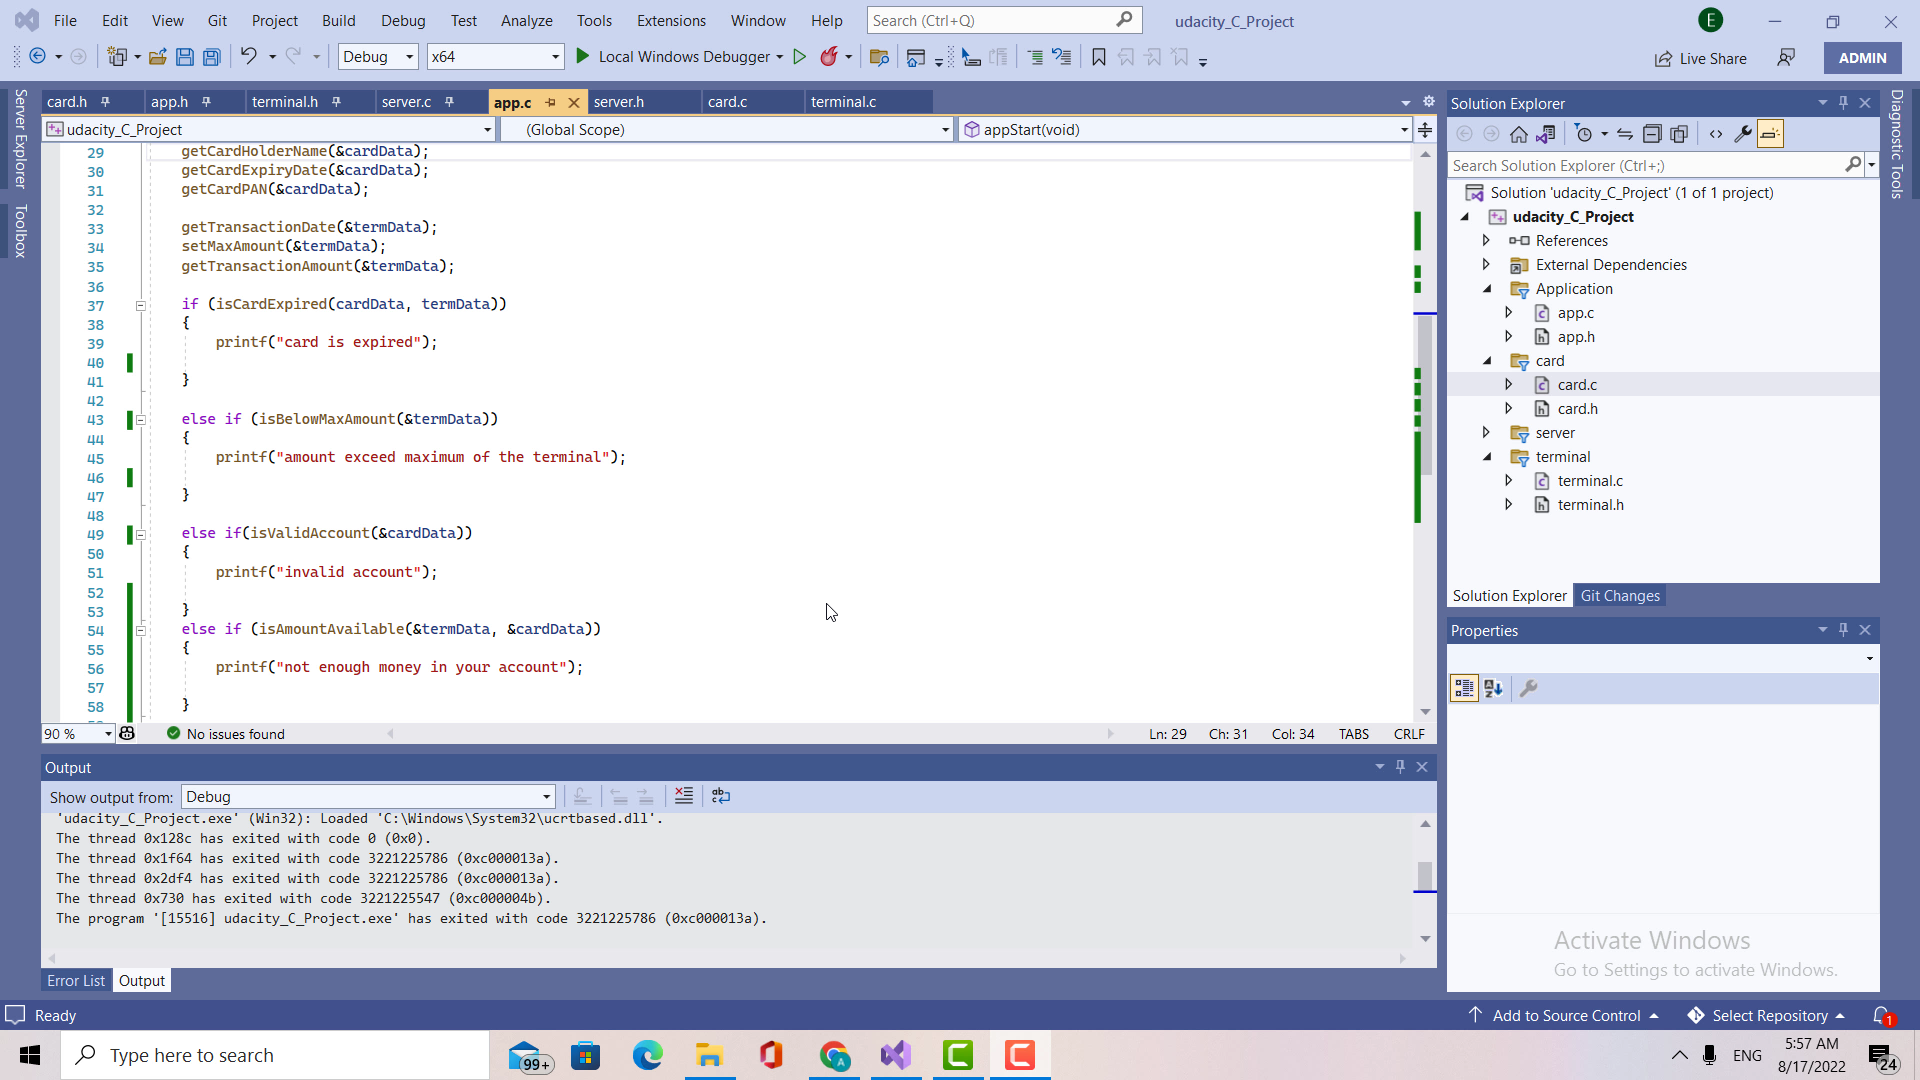 File Edit View Git Project Build Debug Test Analyze Tools Extensions Window Help Search (Ctrl+Q) udacity_C_Project E
Debug x64 Local Windows Debugger Live Share ADMIN
Server Explorer
Toolbox
card.h app.h terminal.h server.c app.c server.h card.c terminal.c
udacity_C_Project (Global Scope) appStart(void)
29 getCardHolderName(&cardData);
30 getCardExpiryDate(&cardData);
31 getCardPAN(&cardData);
32
33 getTransactionDate(&termData);
34 setMaxAmount(&termData);
35 getTransactionAmount(&termData);
36
37 if (isCardExpired(cardData, termData))
38 {
39 printf("card is expired");
40
41 }
42
43 else if (isBelowMaxAmount(&termData))
44 {
45 printf("amount exceed maximum of the terminal");
46
47 }
48
49 else if(isValidAccount(&cardData))
50 {
51 printf("invalid account");
52
53 }
54 else if (isAmountAvailable(&termData, &cardData))
55 {
56 printf("not enough money in your account");
57
58 }
90 % No issues found Ln: 29 Ch: 31 Col: 34 TABS CRLF
Output
Show output from: Debug
'udacity_C_Project.exe' (Win32): Loaded 'C:\Windows\System32\ucrtbased.dll'.
The thread 0x128c has exited with code 0 (0x0).
The thread 0x1f64 has exited with code 3221225786 (0xc000013a).
The thread 0x2df4 has exited with code 3221225786 (0xc000013a).
The thread 0x730 has exited with code 3221225547 (0xc000004b).
The program '[15516] udacity_C_Project.exe' has exited with code 3221225786 (0xc000013a).
Error List Output
Solution Explorer
Search Solution Explorer (Ctrl+;)
Solution 'udacity_C_Project' (1 of 1 project)
udacity_C_Project
References
External Dependencies
Application
app.c
app.h
card
card.c
card.h
server
terminal
terminal.c
terminal.h
Solution Explorer Git Changes
Properties
Diagnostic Tools
Activate Windows
Go to Settings to activate Windows.
Ready Add to Source Control Select Repository 1
Type here to search 99+ A ENG 5:57 AM
8/17/2022 24